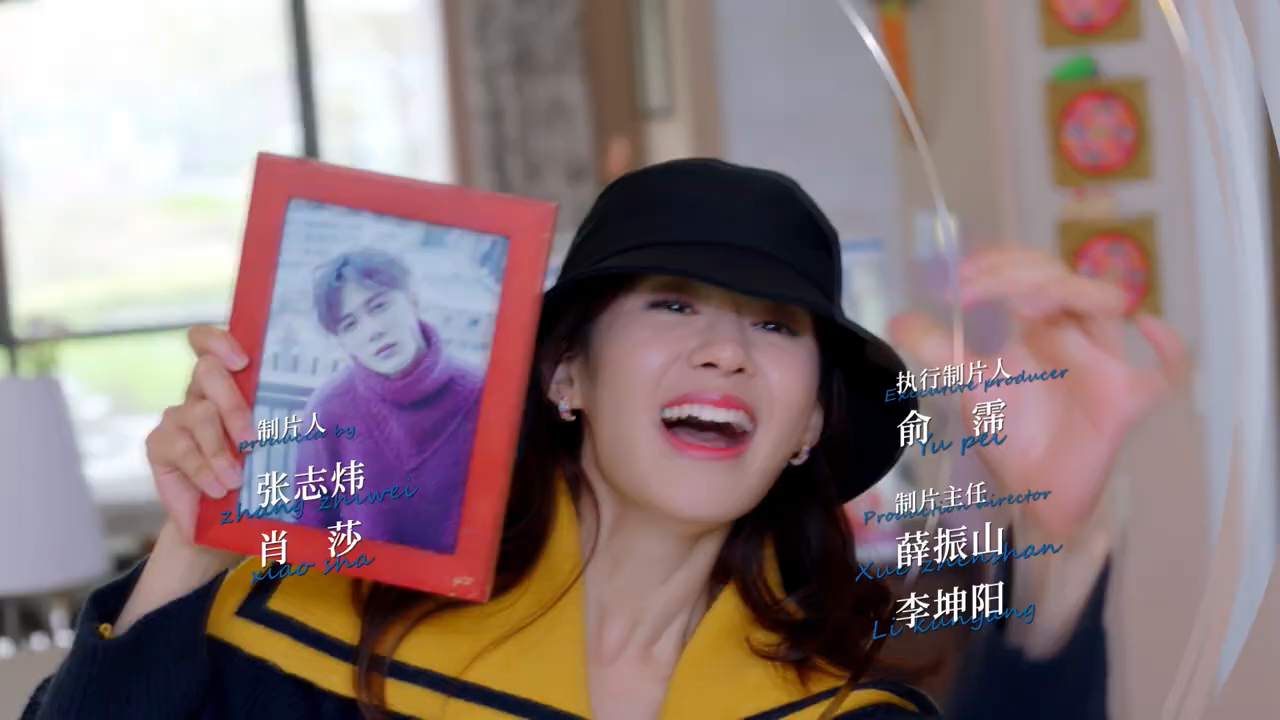 制片人
produced by
张志炜
zhang zhiwei
肖 莎
xiao sha
执行制片人
Executive producer
俞 霈
Yu pei
制片主任
Production director
薛振山
Xue zhenshan
李坤阳
Li kunyang